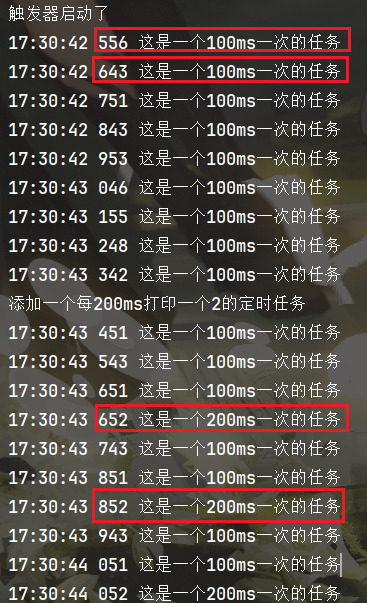 触发器启动了
17:30:42 556 这是一个100ms一次的任务
17:30:42 643 这是一个100ms一次的任务
17:30:42 751 这是一个100ms一次的任务
17:30:42 843 这是一个100ms一次的任务
17:30:42 953 这是一个100ms一次的任务
17:30:43 046 这是一个100ms一次的任务
17:30:43 155 这是一个100ms一次的任务
17:30:43 248 这是一个100ms一次的任务
17:30:43 342 这是一个100ms一次的任务
添加一个每200ms打印一个2的定时任务
17:30:43 451 这是一个100ms一次的任务
17:30:43 543 这是一个100ms一次的任务
17:30:43 651 这是一个100ms一次的任务
17:30:43 652 这是一个200ms一次的任务
17:30:43 743 这是一个100ms一次的任务
17:30:43 851 这是一个100ms一次的任务
17:30:43 852 这是一个200ms一次的任务
17:30:43 943 这是一个100ms一次的任务
17:30:44 051 这是一个100ms一次的任务
17:30:44 052 这是一个200ms一次的任务